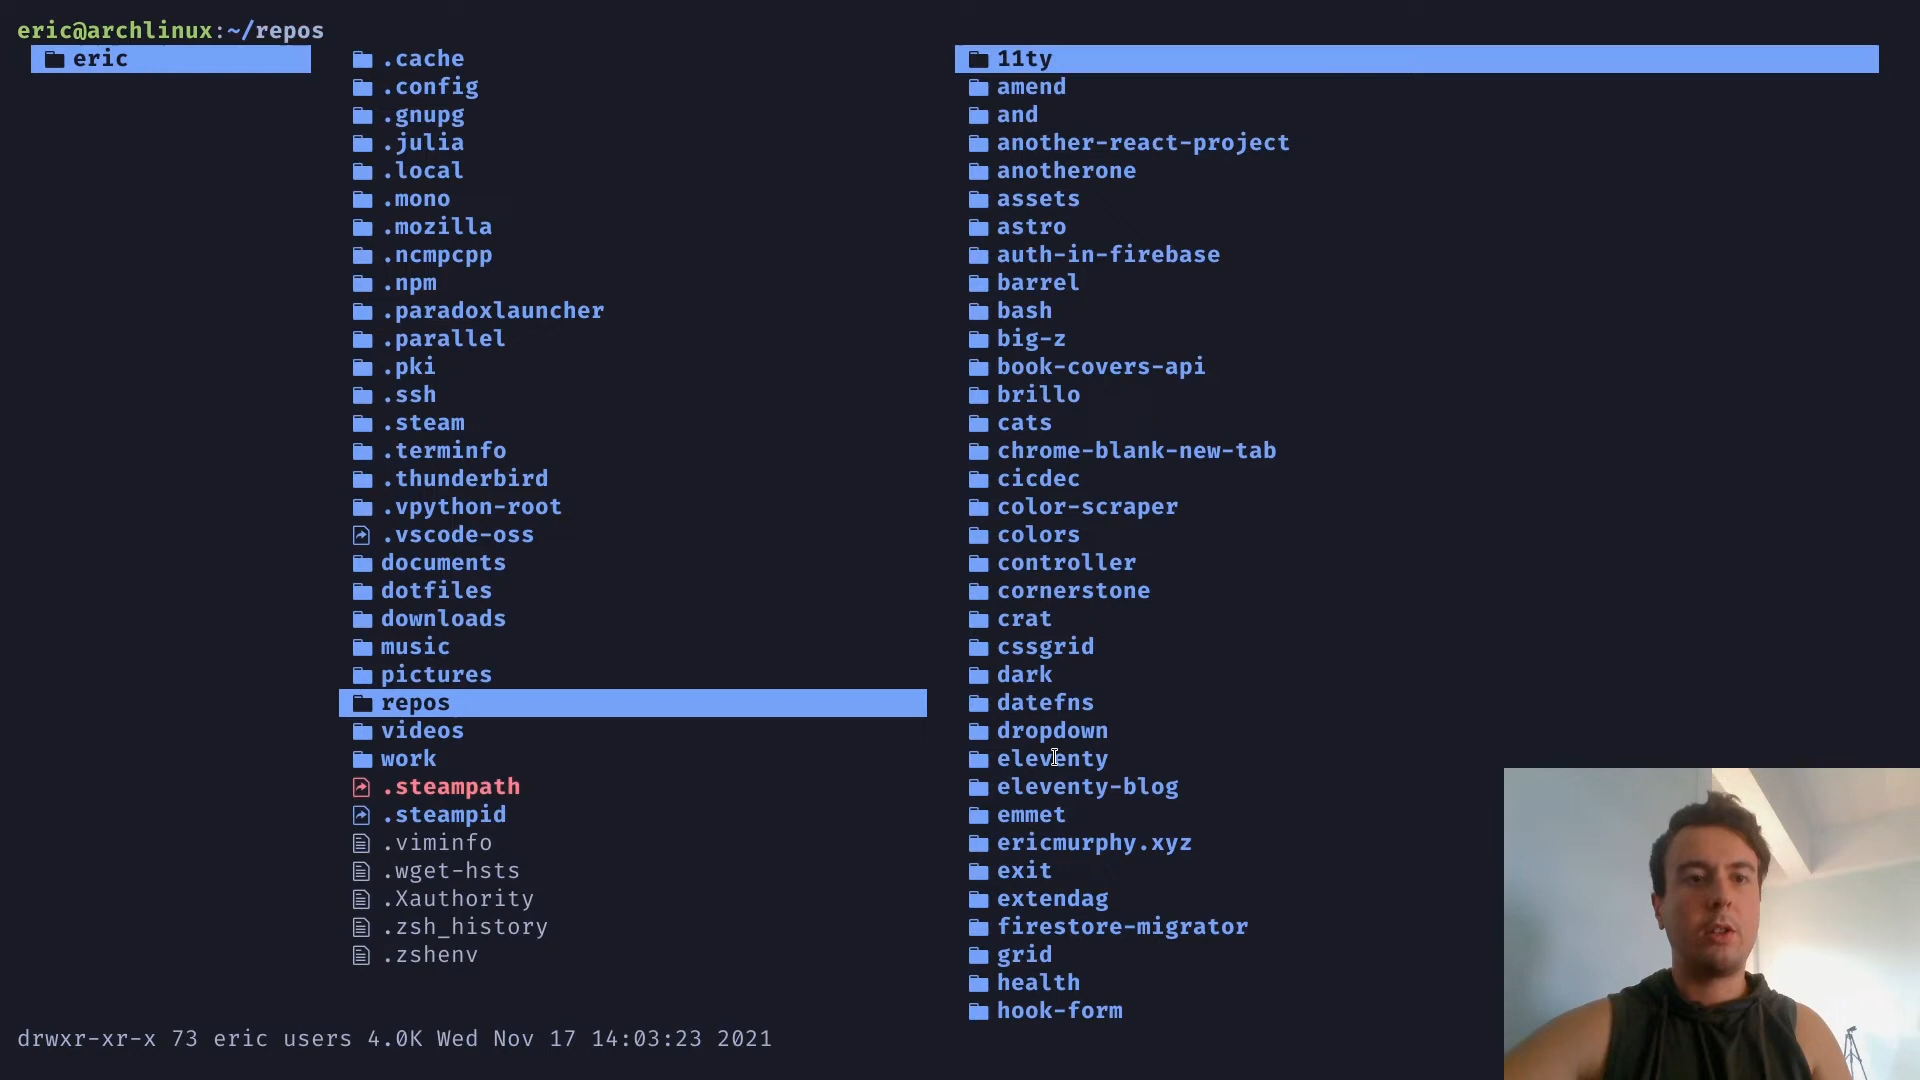 eric@archlinux:~/repos
eric
.cache
.config
.gnupg
.julia
.local
.mono
.mozilla
.ncmpcpp
.npm
.paradoxlauncher
.parallel
.pki
.ssh
.steam
.terminfo
.thunderbird
.vpython-root
.vscode-oss
documents
dotfiles
downloads
music
pictures
repos
videos
work
.steampath
.steampid
.viminfo
.wget-hsts
.Xauthority
.zsh_history
.zshenv
11ty
amend
and
another-react-project
anotherone
assets
astro
auth-in-firebase
barrel
bash
big-z
book-covers-api
brillo
cats
chrome-blank-new-tab
cicdec
color-scraper
colors
controller
cornerstone
crat
cssgrid
dark
datefns
dropdown
eleventy
eleventy-blog
emmet
ericmurphy.xyz
exit
extendag
firestore-migrator
grid
health
hook-form
drwxr-xr-x 73 eric users 4.0K Wed Nov 17 14:03:23 2021